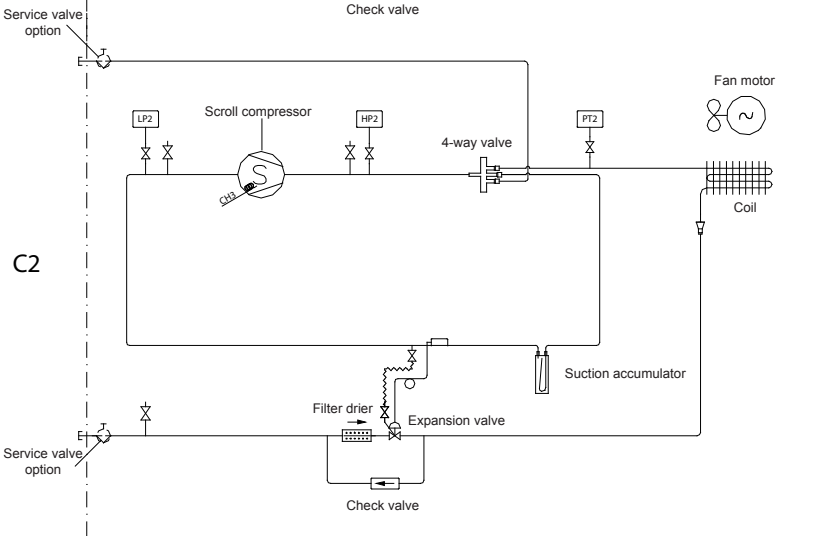 Check valve
Service valve
option
Fan motor
Scroll compressor
LP2
HP2
PT2
4-way valve
S
CH3
Coil
C2
Suction accumulator
Filter drier
Expansion valve
Service valve
option
Check valve